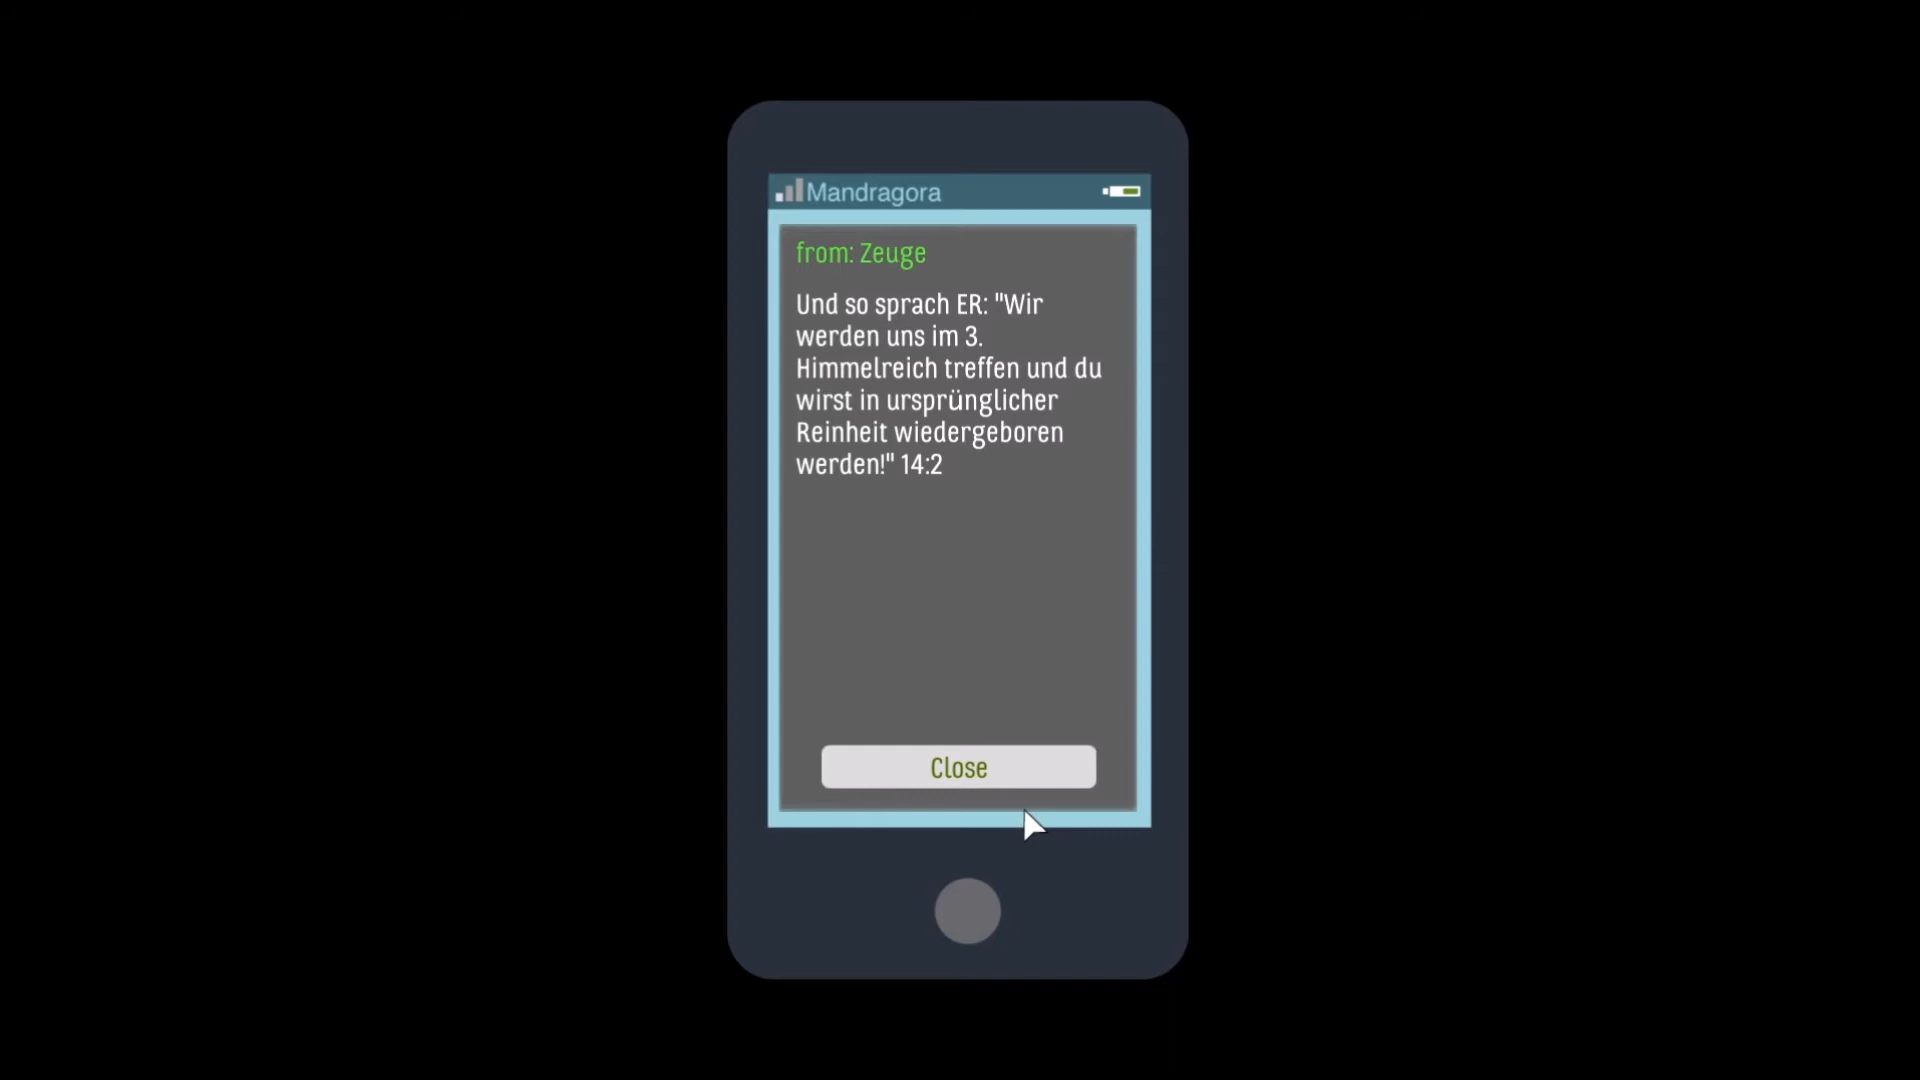 Mandragora
from: Zeuge
Und so sprach ER: "Wir
werden uns im 3.
Himmelreich treffen und du
wirst in ursprünglicher
Reinheit wiedergeboren
werden!" 14:2
Close